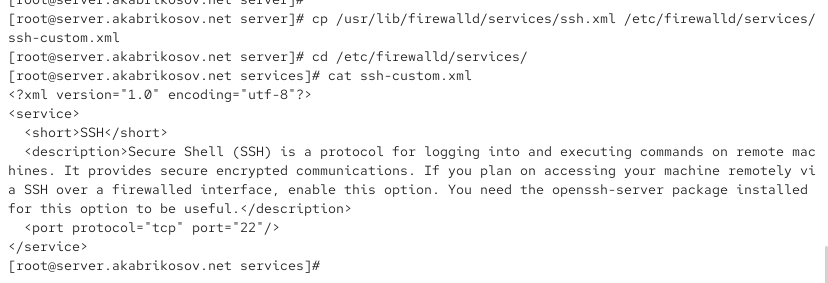 [root@server.akabrikosov.net server]#
[root@server.akabrikosov.net server]# cp /usr/lib/firewalld/services/ssh.xml /etc/firewalld/services/
ssh-custom.xml
[root@server.akabrikosov.net server]# cd /etc/firewalld/services/
[root@server.akabrikosov.net services]# cat ssh-custom.xml
<?xml version="1.0" encoding="utf-8"?>
<service>
  <short>SSH</short>
  <description>Secure Shell (SSH) is a protocol for logging into and executing commands on remote mac
hines. It provides secure encrypted communications. If you plan on accessing your machine remotely vi
a SSH over a firewalled interface, enable this option. You need the openssh-server package installed
for this option to be useful.</description>
  <port protocol="tcp" port="22"/>
</service>
[root@server.akabrikosov.net services]#